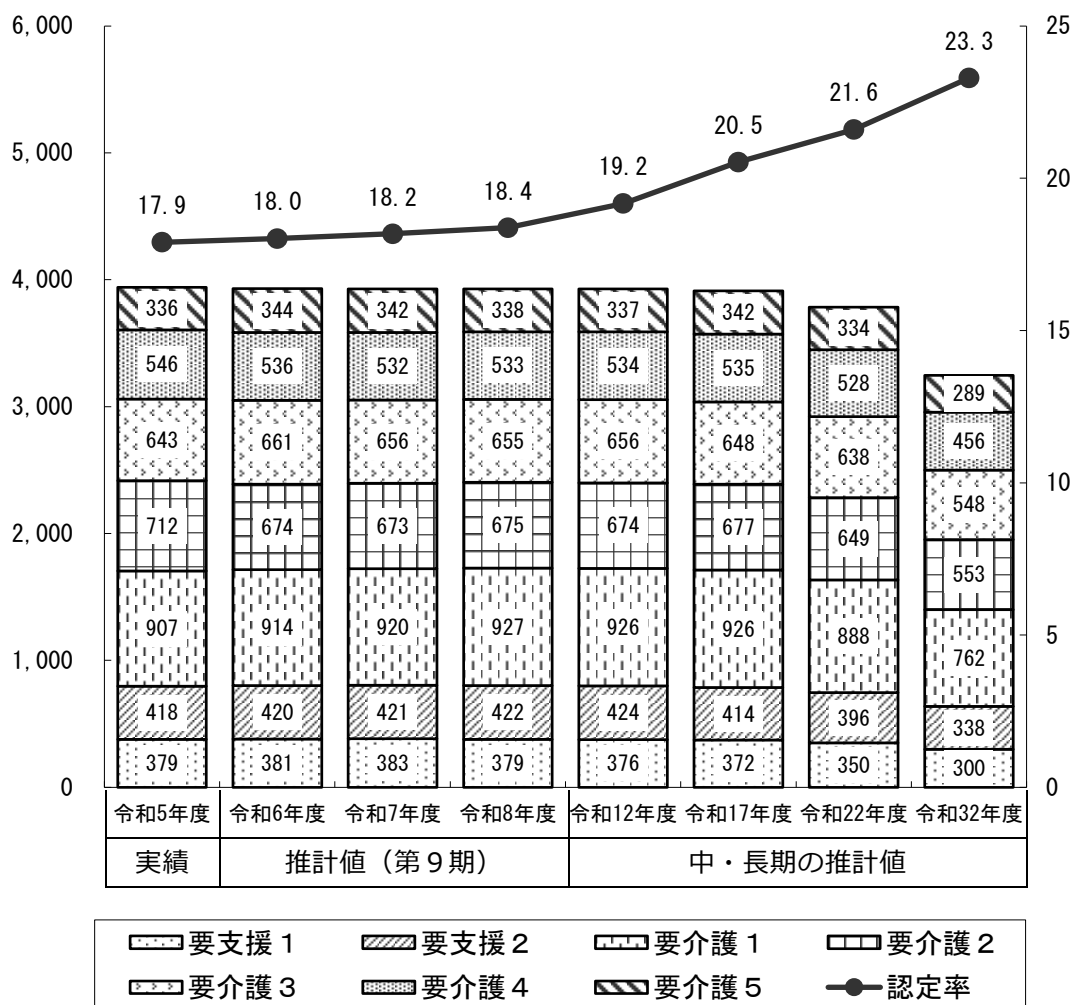 6,000
5,000
4,000
3,000
2,000
1,000
0
25
20
15
10
5
0
17.9 18.0 18.2 18.4 19.2 20.5 21.6 23.3
336 344 342 338 337 342 334 289
546 536 532 533 534 535 528 456
643 661 656 655 656 648 638 548
712 674 673 675 674 677 649 553
907 914 920 927 926 926 888 762
418 420 421 422 424 414 396 338
379 381 383 379 376 372 350 300
令和5年度 令和6年度 令和7年度 令和8年度 令和12年度 令和17年度 令和22年度 令和32年度
実績 推計値（第９期） 中・長期の推計値
要支援１ 要支援２ 要介護１ 要介護２
要介護３ 要介護４ 要介護５ 認定率